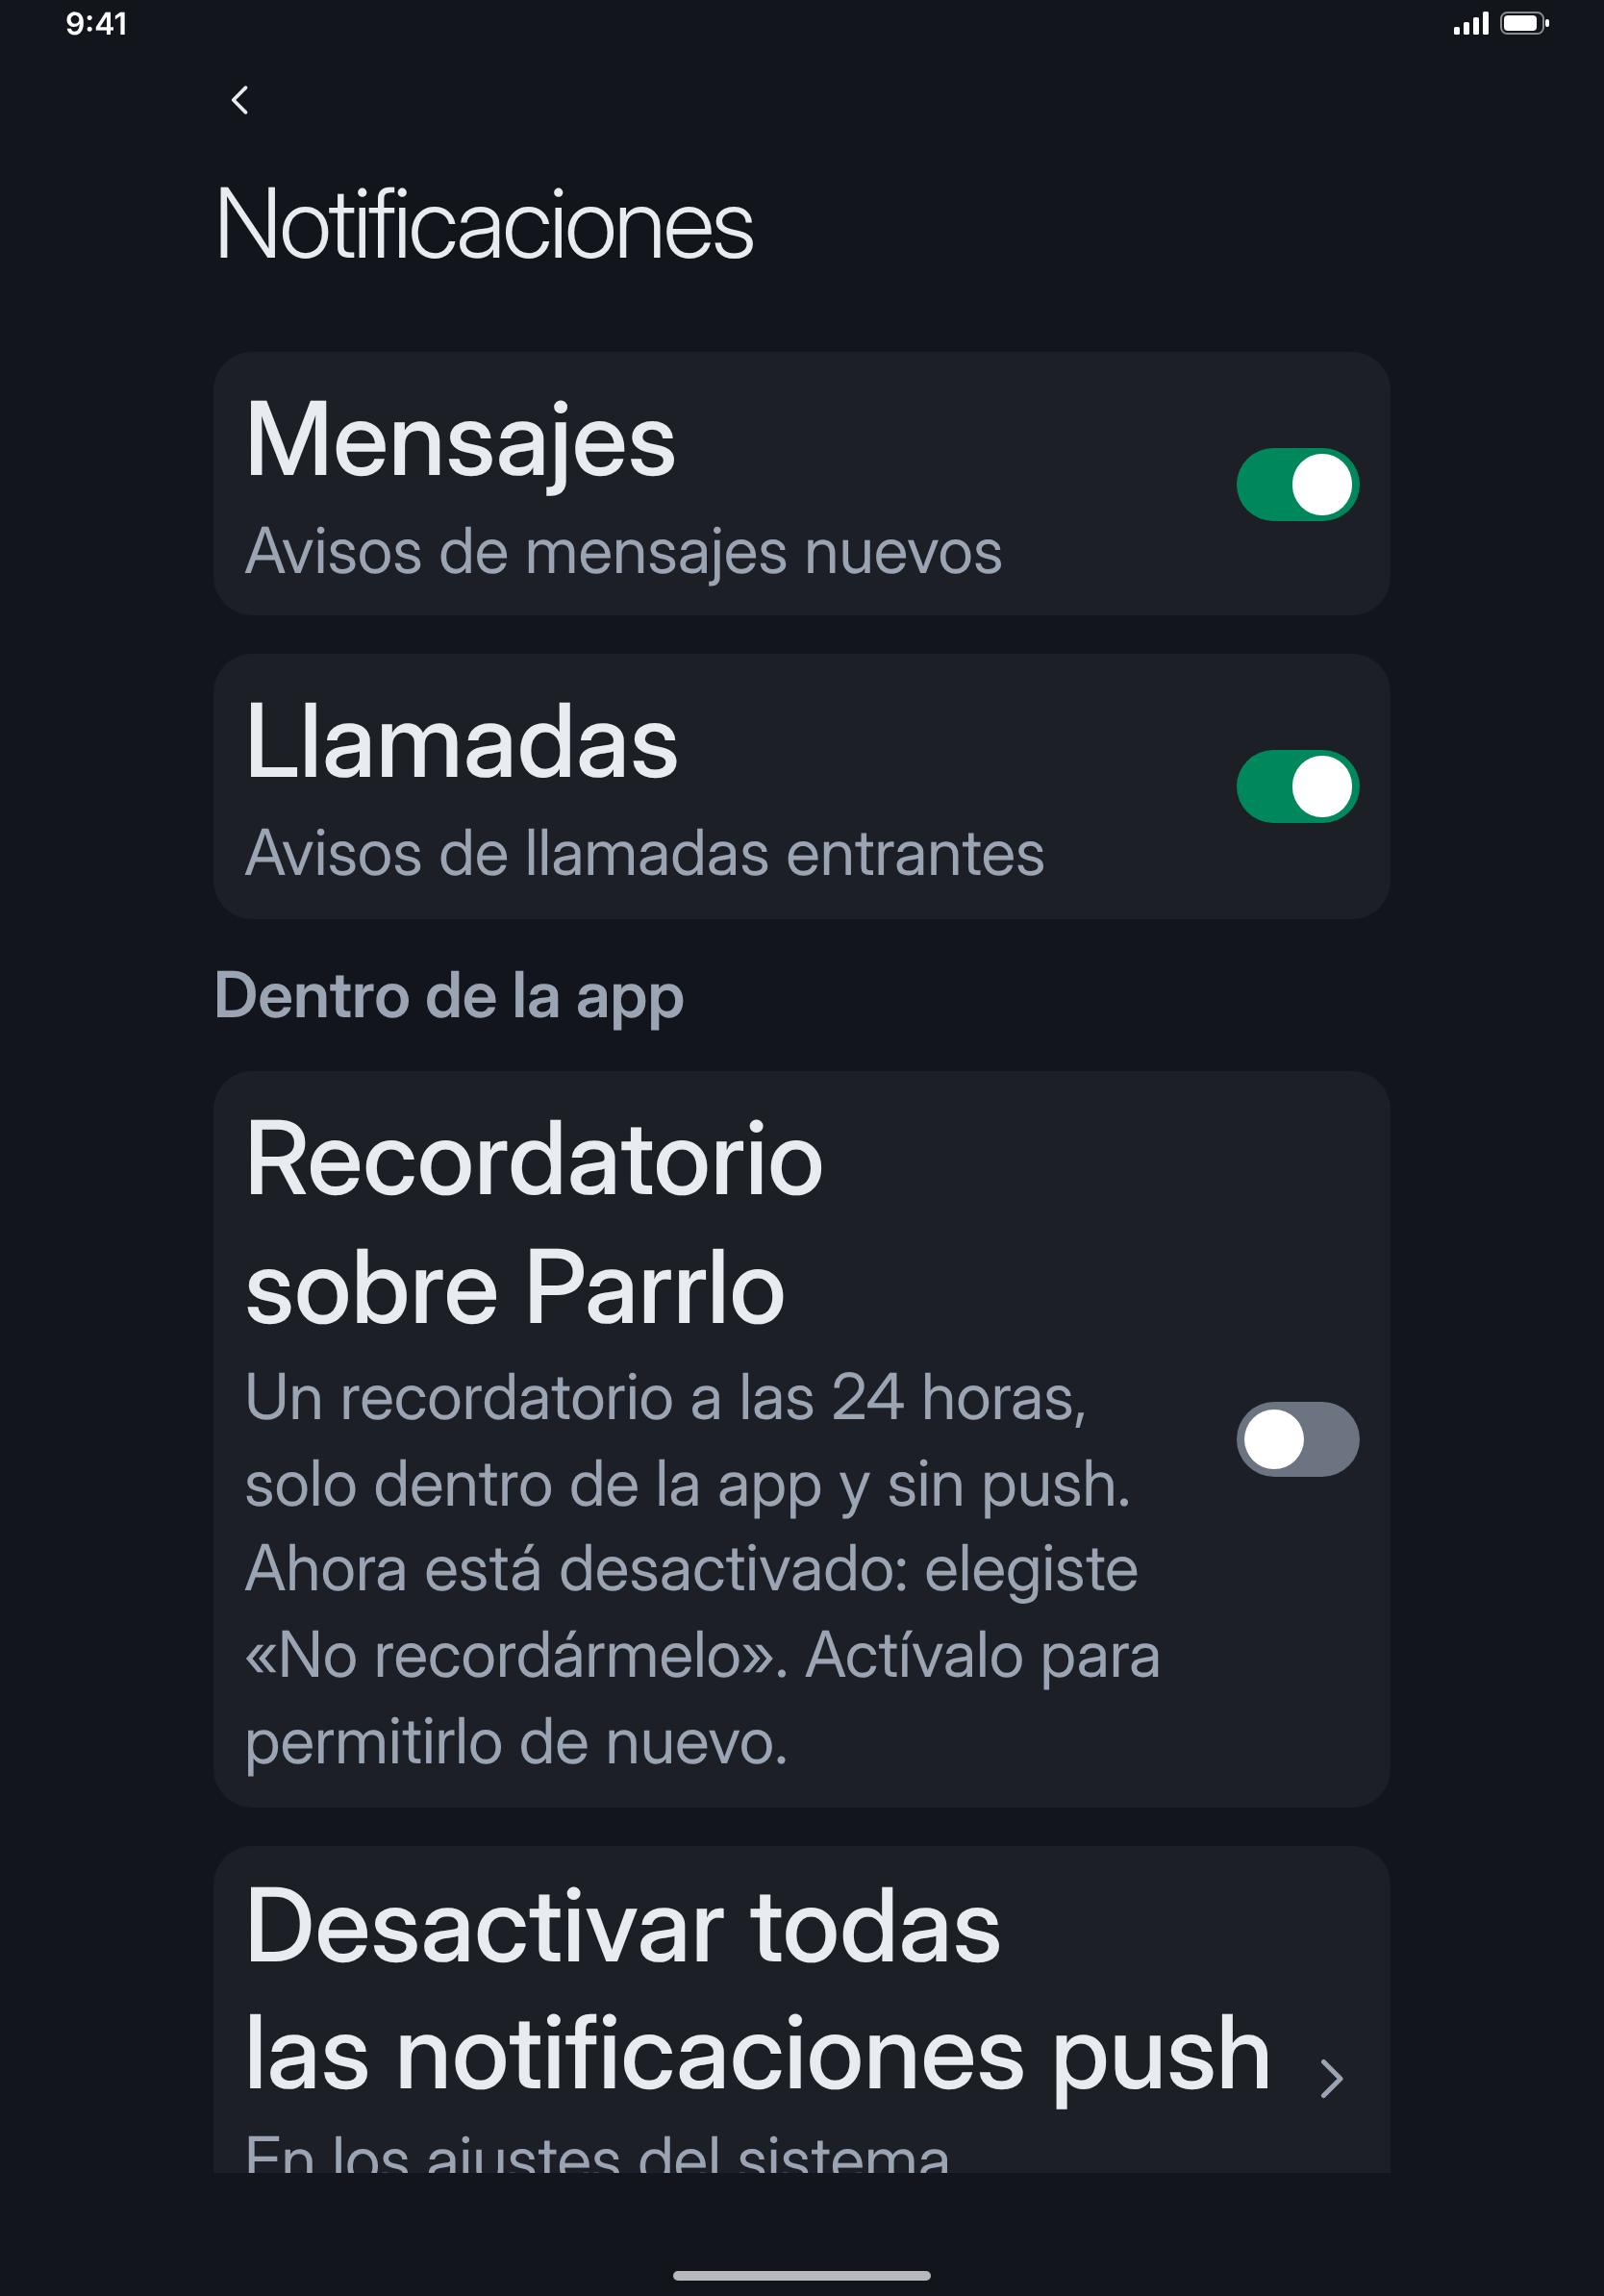 9:41
Notificaciones
Mensajes
Avisos de mensajes nuevos
Llamadas
Avisos de llamadas entrantes
Dentro de la app
Recordatorio
sobre Parrlo
Un recordatorio a las 24 horas,
solo dentro de la app y sin push.
Ahora está desactivado: elegiste
«No recordármelo». Actívalo para
permitirlo de nuevo.
Desactivar todas
las notificaciones push
En los ajustes del sistema